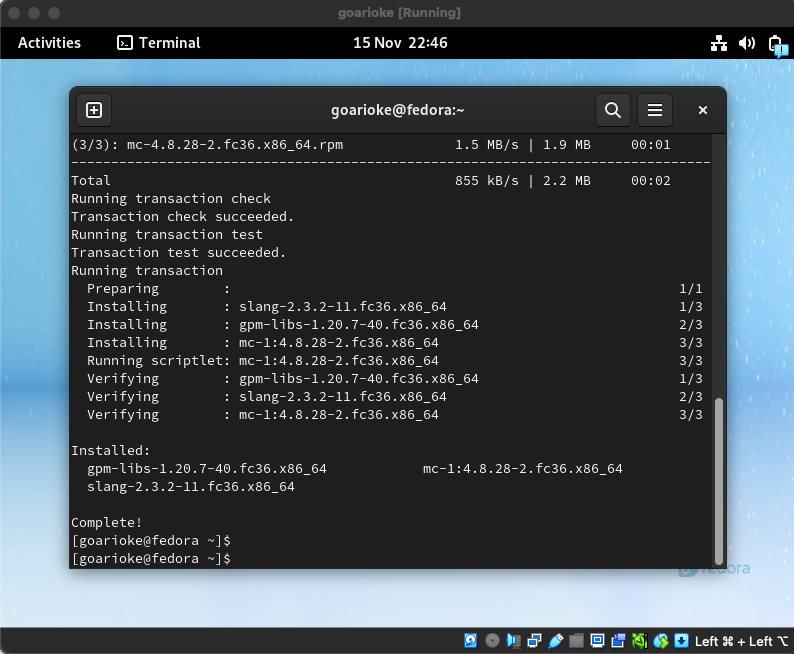 goarioke [Running]
Activities Terminal 15 Nov 22:46
goarioke@fedora:~
(3/3): mc-4.8.28-2.fc36.x86_64.rpm 1.5 MB/s | 1.9 MB 00:01
--------------------------------------------------------------------------------
Total 855 kB/s | 2.2 MB 00:02
Running transaction check
Transaction check succeeded.
Running transaction test
Transaction test succeeded.
Running transaction
Preparing : 1/1
Installing : slang-2.3.2-11.fc36.x86_64 1/3
Installing : gpm-libs-1.20.7-40.fc36.x86_64 2/3
Installing : mc-1:4.8.28-2.fc36.x86_64 3/3
Running scriptlet: mc-1:4.8.28-2.fc36.x86_64 3/3
Verifying : gpm-libs-1.20.7-40.fc36.x86_64 1/3
Verifying : slang-2.3.2-11.fc36.x86_64 2/3
Verifying : mc-1:4.8.28-2.fc36.x86_64 3/3
Installed:
gpm-libs-1.20.7-40.fc36.x86_64 mc-1:4.8.28-2.fc36.x86_64
slang-2.3.2-11.fc36.x86_64
Complete!
[goarioke@fedora ~]$
[goarioke@fedora ~]$
fedora
Left ⌘ + Left ⌥